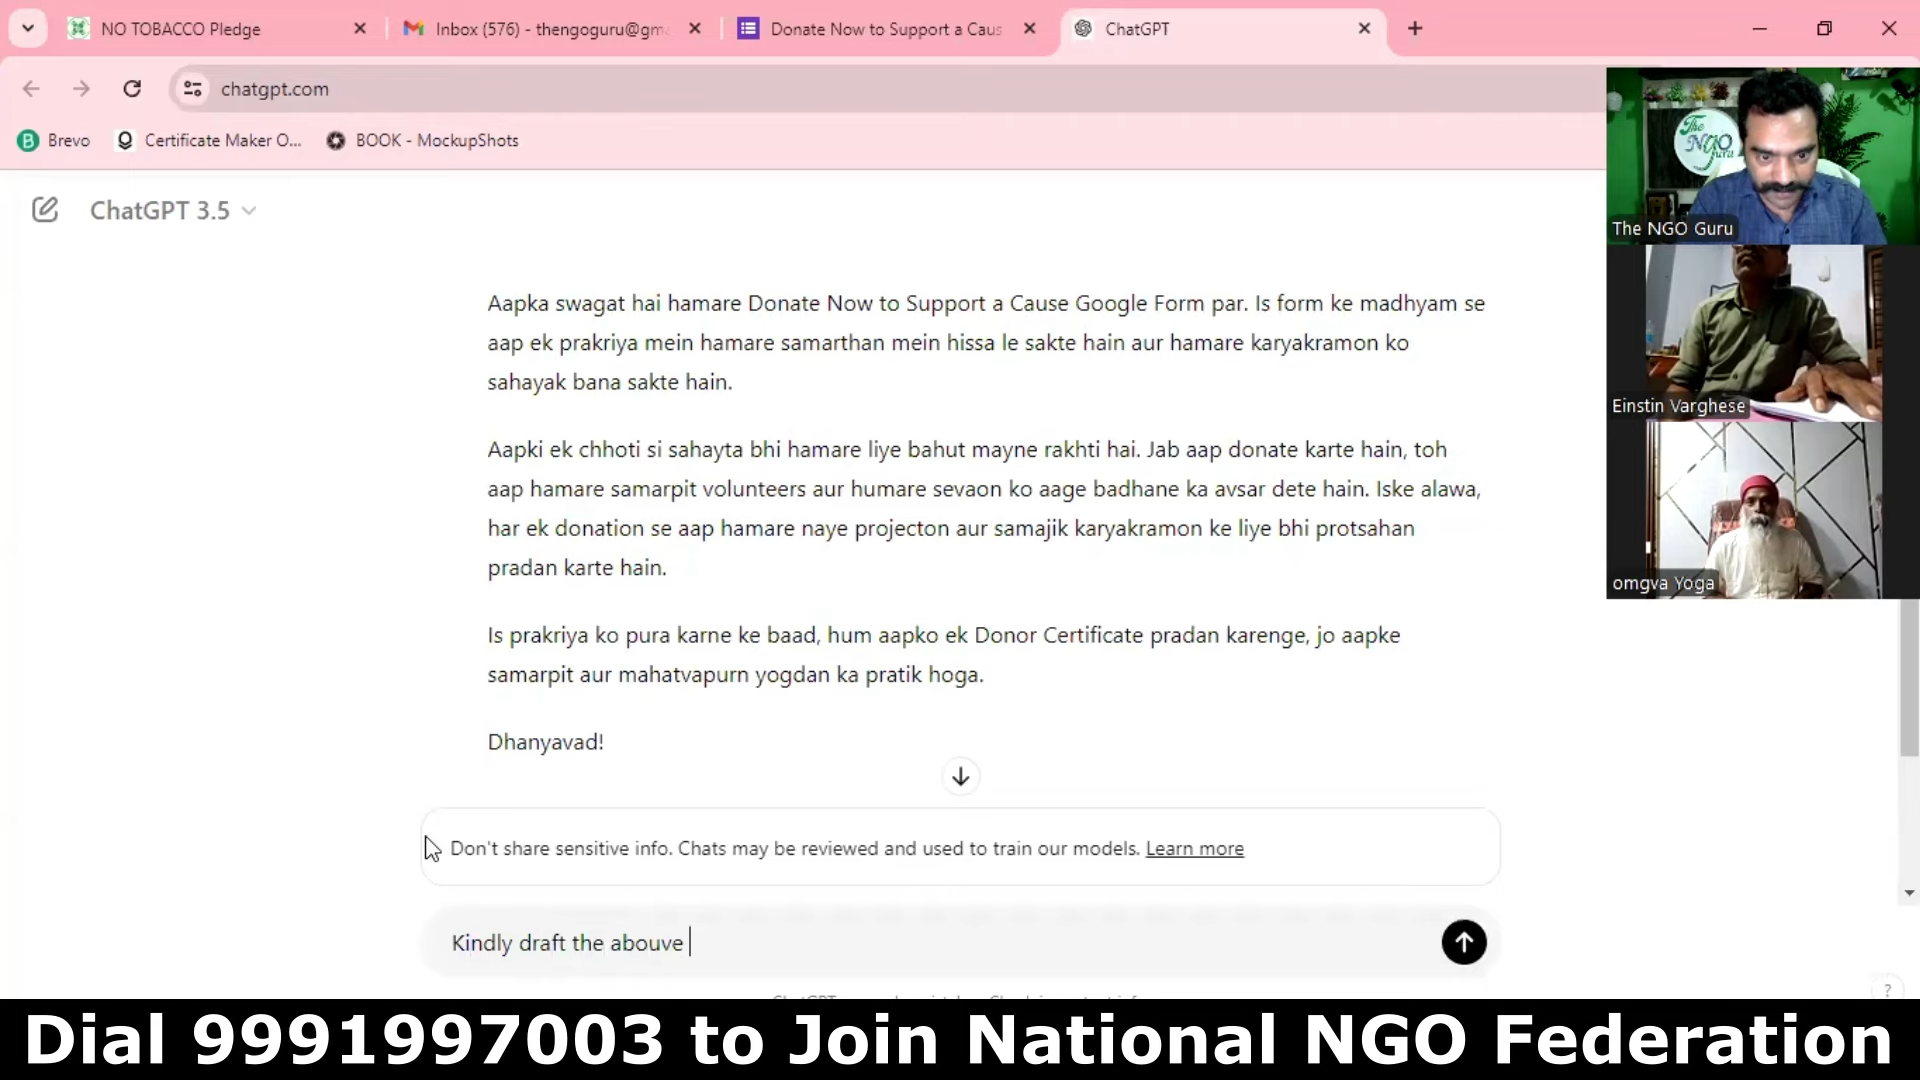 NO TOBACCO Pledge
Inbox (576) - thengoguru@gm
Donate Now to Support a Caus
ChatGPT
chatgpt.com
Brevo
Certificate Maker O...
BOOK - MockupShots
The NGO Guru
The NGO Guru
Einstin Varghese
omgva Yoga
ChatGPT 3.5
Aapka swagat hai hamare Donate Now to Support a Cause Google Form par. Is form ke madhyam se
aap ek prakriya mein hamare samarthan mein hissa le sakte hain aur hamare karyakramon ko
sahayak bana sakte hain.
Aapki ek chhoti si sahayta bhi hamare liye bahut mayne rakhti hai. Jab aap donate karte hain, toh
aap hamare samarpit volunteers aur humare sevaon ko aage badhane ka avsar dete hain. Iske alawa,
har ek donation se aap hamare naye projecton aur samajik karyakramon ke liye bhi protsahan
pradan karte hain.
Is prakriya ko pura karne ke baad, hum aapko ek Donor Certificate pradan karenge, jo aapke
samarpit aur mahatvapurn yogdan ka pratik hoga.
Dhanyavad!
Don't share sensitive info. Chats may be reviewed and used to train our models. Learn more
Kindly draft the abouve
?
Dial 9991997003 to Join National NGO Federation